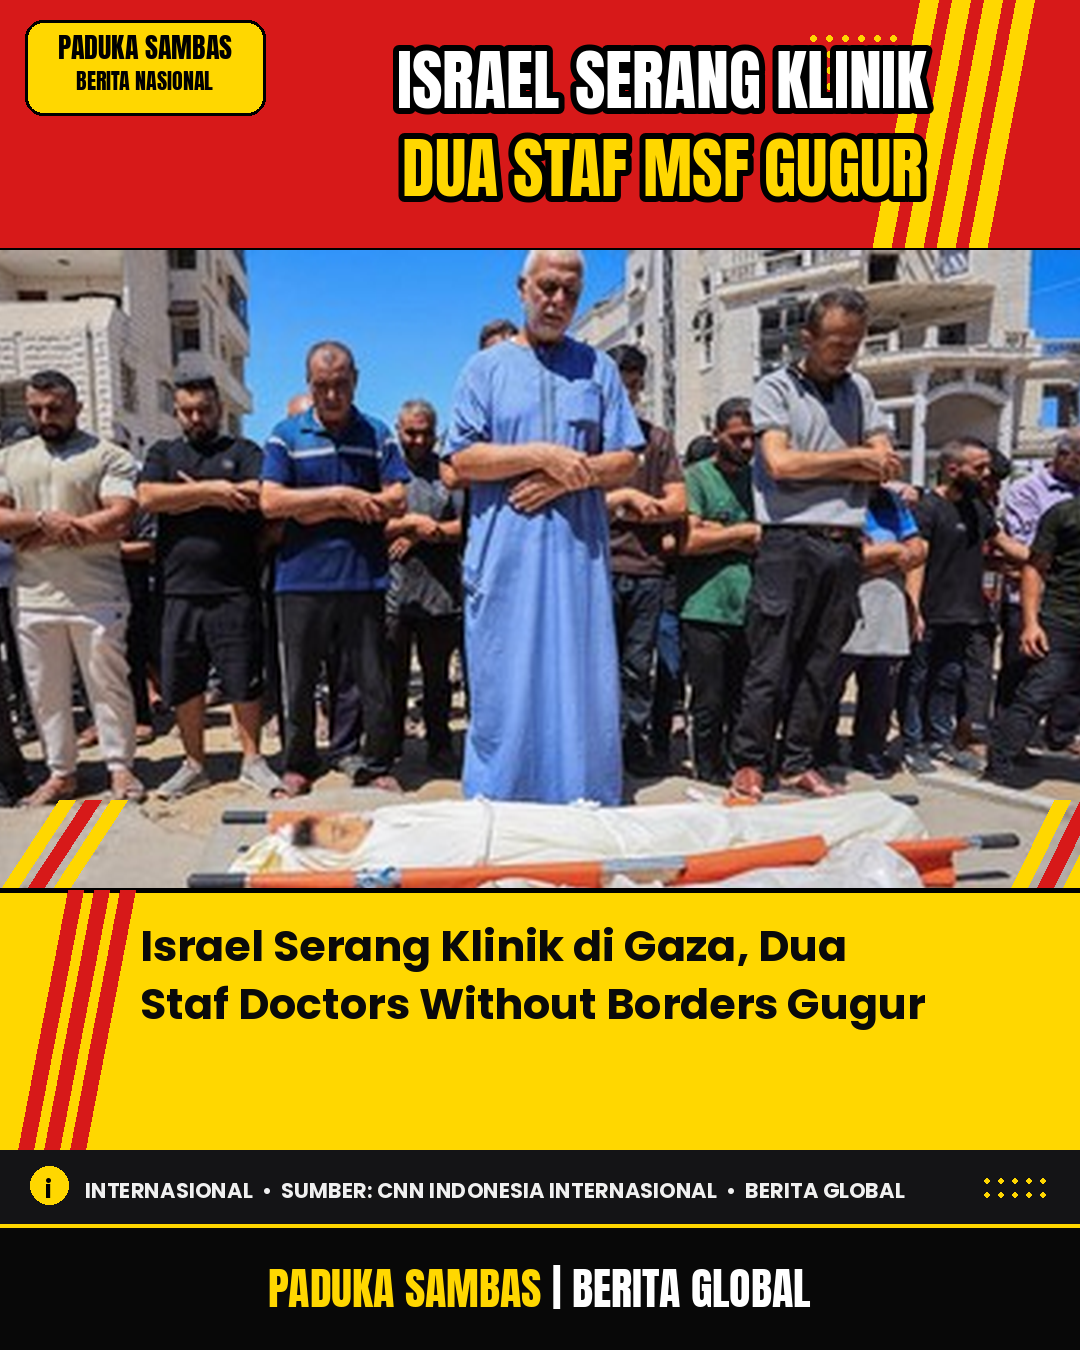 PADUKA SAMBAS
BERITA NASIONAL
ISRAEL SERANG KLINIK
DUA STAF MSF GUGUR
Israel Serang Klinik di Gaza, Dua
Staf Doctors Without Borders Gugur
i INTERNASIONAL • SUMBER: CNN INDONESIA INTERNASIONAL • BERITA GLOBAL
PADUKA SAMBAS | BERITA GLOBAL